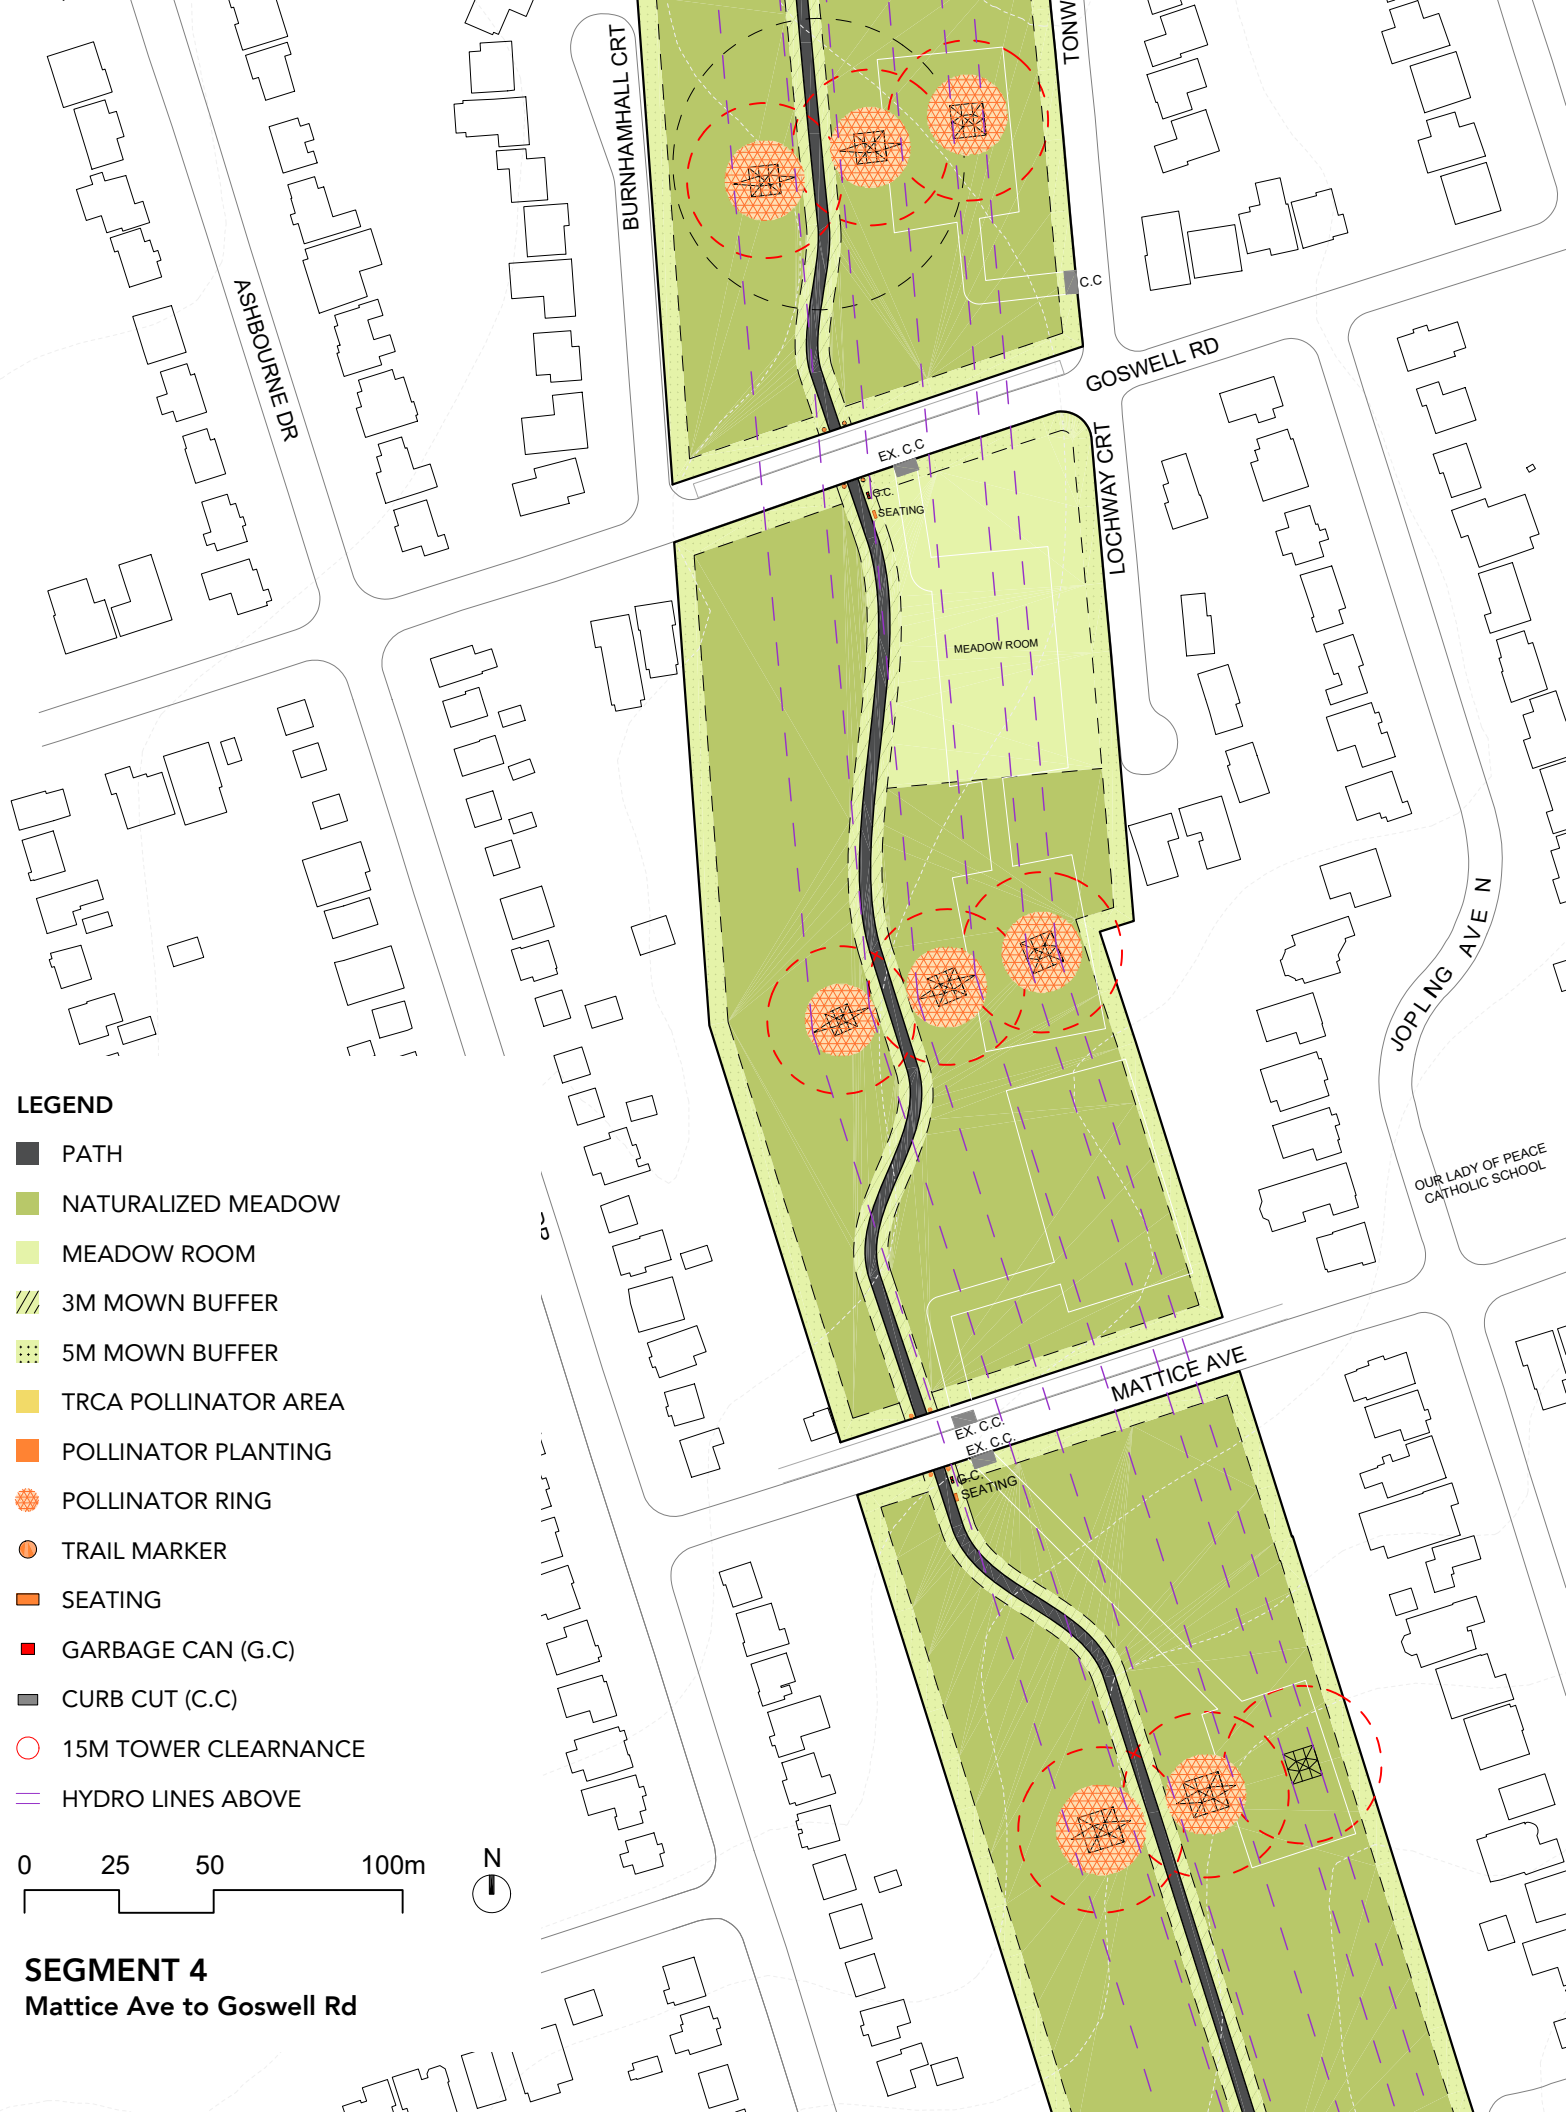 BURNHAMHALL CRT
TONW
C.C
ASHBOURNE DR
GOSWELL RD
EX. C.C
G.C.
SEATING
LOCHWAY CRT
MEADOW ROOM
JOPLNG AVE N
OUR LADY OF PEACE
CATHOLIC SCHOOL
MATTICE AVE
EX. C.C.
EX. C.C.
G.C.
SEATING
LEGEND
PATH
NATURALIZED MEADOW
MEADOW ROOM
3M MOWN BUFFER
5M MOWN BUFFER
TRCA POLLINATOR AREA
POLLINATOR PLANTING
POLLINATOR RING
TRAIL MARKER
SEATING
GARBAGE CAN (G.C)
CURB CUT (C.C)
15M TOWER CLEARNANCE
HYDRO LINES ABOVE
0 25 50 100m
N
SEGMENT 4
Mattice Ave to Goswell Rd